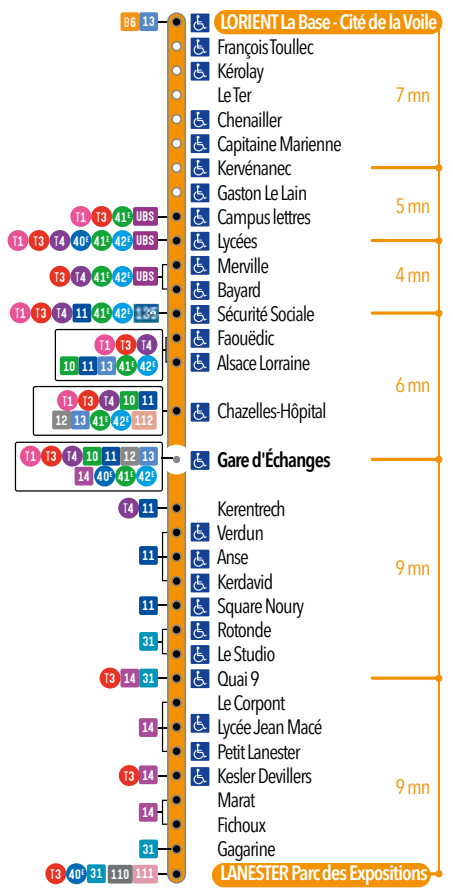 B6 13 LORIENT La Base - Cité de la Voile
François Toullec
Kérolay
Le Ter
7 mn
Chenailler
Capitaine Marienne
Kervénanec
Gaston Le Lain
5 mn
T1 T3 41E UBS Campus lettres
T1 T3 T4 40E 41E 42E UBS Lycées
Merville
T3 T4 41E 42E UBS
4 mn
Bayard
T1 T3 T4 11 41E 42E Sécurité Sociale
Faouëdic
T1 T3 T4
10 11 13 41E 42E
Alsace Lorraine
6 mn
T1 T3 T4 10 11
12 13 41E 42E 112
Chazelles-Hôpital
T1 T3 T4 10 11 12 13
14 40E 41E 42E
Gare d'Échanges
T4 11 Kerentrech
Verdun
11 Anse
9 mn
Kerdavid
11 Square Noury
Rotonde
31
Le Studio
T3 14 31 Quai 9
Le Corpont
14 Lycée Jean Macé
Petit Lanester
T3 14 Kesler Devillers
9 mn
Marat
14
Fichoux
31 Gagarine
T3 40E 31 110 111 LANESTER Parc des Expositions